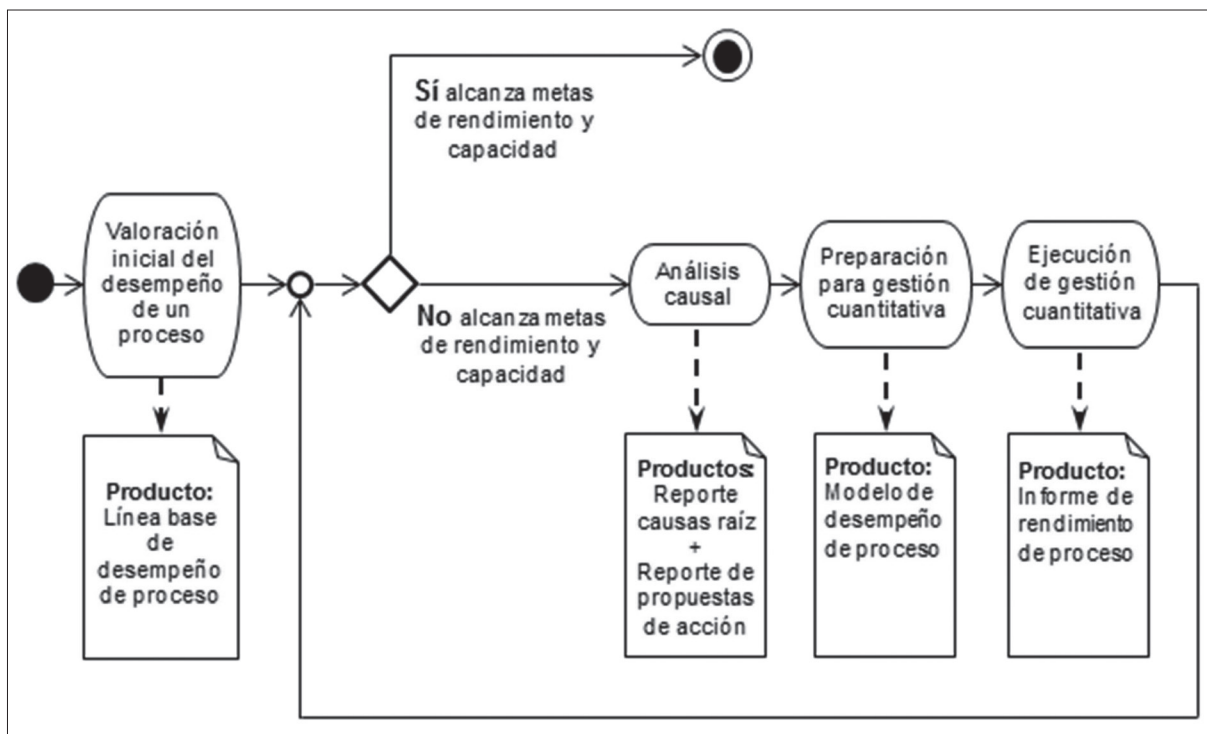 Sí alcanza metas
de rendimiento y
capacidad
Valoración
inicial del
desempeño
de un
proceso
No alcanza metas
de rendimiento y
capacidad
Análisis
causal
Preparación
para gestión
cuantitativa
Ejecución
de gestión
cuantitativa
Producto:
Línea base
de
desempeño
de proceso
Productos:
Reporte
causas raíz
+
Reporte de
propuestas
de acción
Producto:
Modelo de
desempeño
de proceso
Producto:
Informe de
rendimiento
de proceso